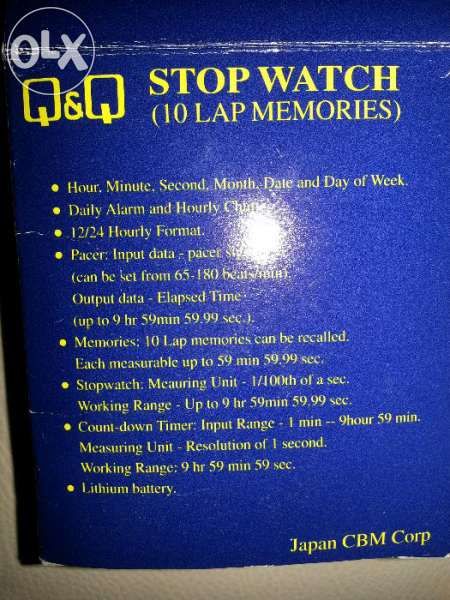 OLX
Q&Q
STOP WATCH
(10 LAP MEMORIES)
• Hour, Minute, Second, Month, Date and Day of Week.
• Daily Alarm and Hourly
• 12/24 Hourly Format.
• Pacer: Input data - pacer
(can be set from 65-180 beats/min).
Output data - Elapsed Time
(up to 9 hr 59min 59.99 sec.).
• Memories: 10 Lap memories can be recalled.
Each measurable up to 59 min 59.99 sec.
• Stopwatch: Meauring Unit - 1/100th of a sec.
Working Range - Up to 9 hr 59min 59.99 sec.
• Count-down Timer: Input Range - 1 min -- 9hour 59 min.
Measuring Unit - Resolution of 1 second.
Working Range: 9 hr 59 min 59 sec.
• Lithium battery.
Japan CBM Corp